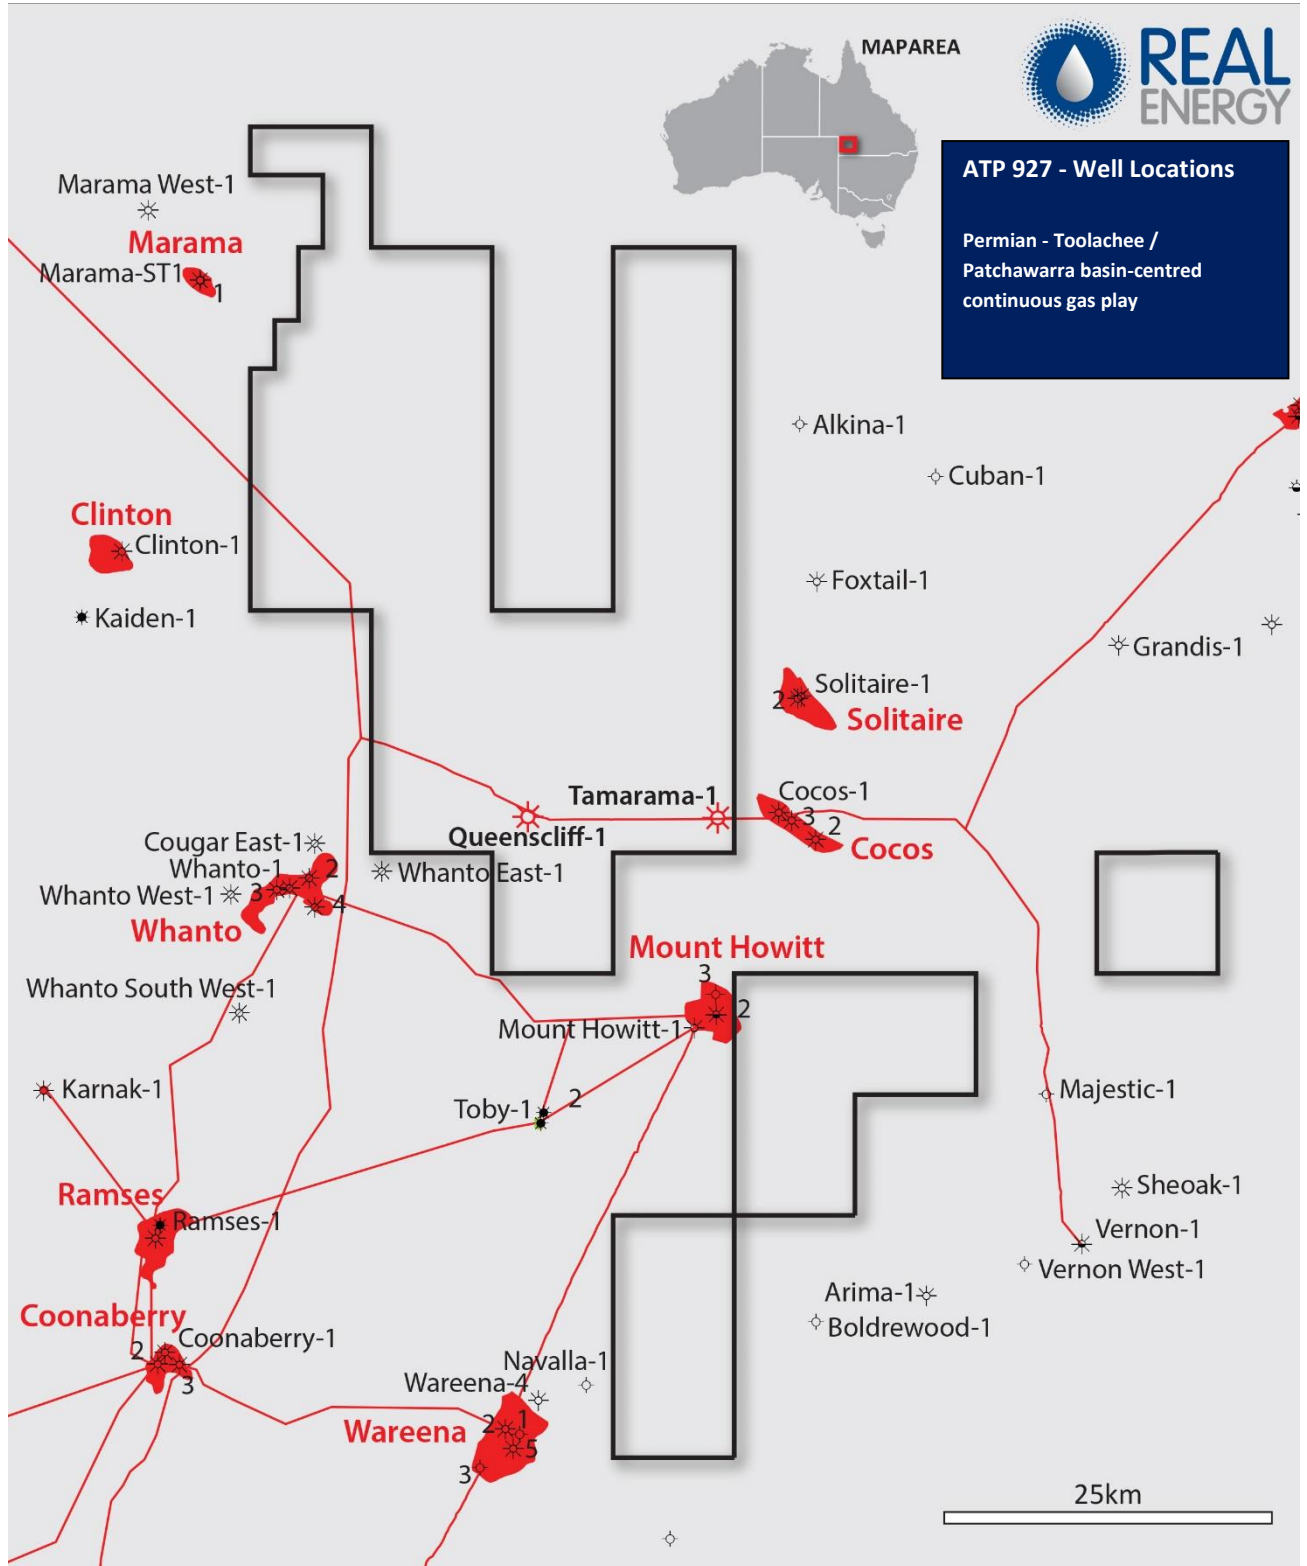 MAPAREA
REAL
ENERGY
ATP 927 - Well Locations
Permian - Toolachee /
Patchawarra basin-centred
continuous gas play
Marama West-1
Marama
Marama-ST1
1
Alkina-1
Cuban-1
Clinton
Clinton-1
Foxtail-1
Kaiden-1
Grandis-1
Solitaire-1
2
Solitaire
Tamarama-1
Cocos-1
3
2
Queenscliff-1
Cougar East-1
Cocos
Whanto-1
2
Whanto East-1
Whanto West-1
3
4
Whanto
Mount Howitt
3
Whanto South West-1
2
Mount Howitt-1
Karnak-1
Majestic-1
2
Toby-1
Sheoak-1
Ramses
Ramses-1
Vernon-1
Vernon West-1
Arima-1
Coonaberry
Boldrewood-1
Coonaberry-1
2
3
Navalla-1
Wareena-4
1
2
Wareena
5
3
25km